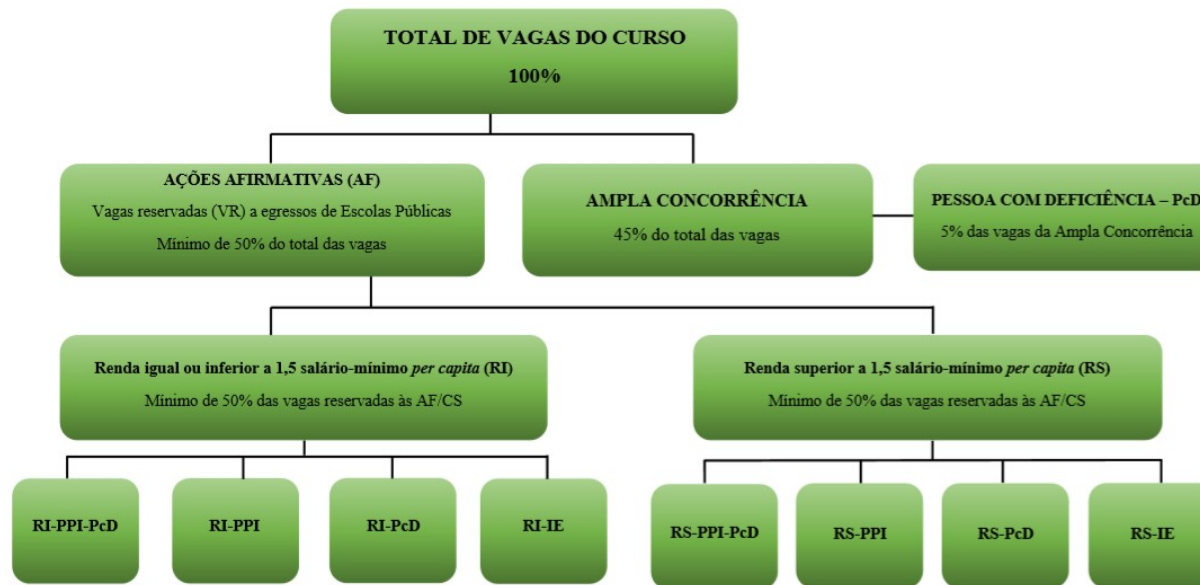 TOTAL DE VAGAS DO CURSO
100%
AÇÕES AFIRMATIVAS (AF)
Vagas reservadas (VR) a egressos de Escolas Públicas
Mínimo de 50% do total das vagas
AMPLA CONCORRÊNCIA
45% do total das vagas
PESSOA COM DEFICIÊNCIA – PcD
5% das vagas da Ampla Concorrência
Renda igual ou inferior a 1,5 salário-mínimo per capita (RI)
Mínimo de 50% das vagas reservadas às AF/CS
Renda superior a 1,5 salário-mínimo per capita (RS)
Mínimo de 50% das vagas reservadas às AF/CS
RI-PPI-PcD
RI-PPI
RI-PcD
RI-IE
RS-PPI-PcD
RS-PPI
RS-PcD
RS-IE